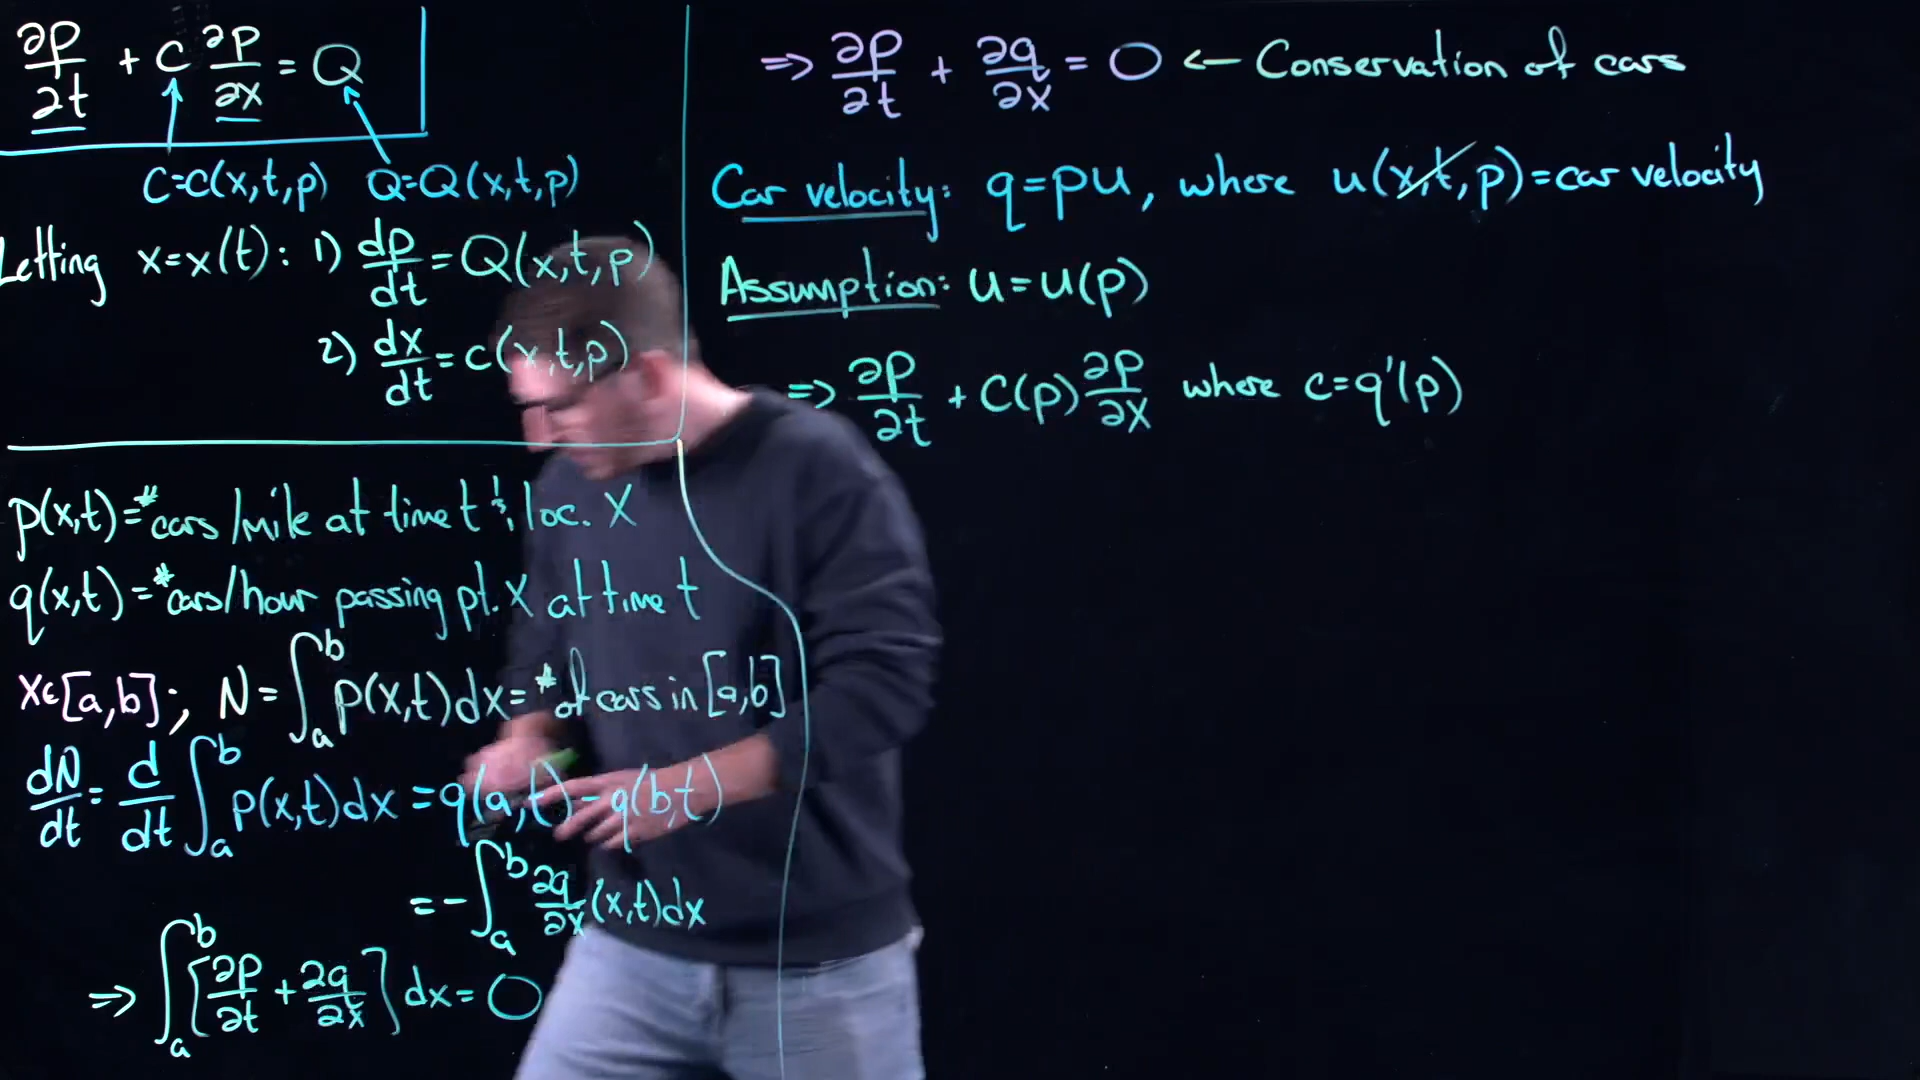 ∂p/∂t + c ∂p/∂x = Q
C=c(x,t,p) Q=Q(x,t,p)
Letting x=x(t): 1) dp/dt = Q(x,t,p)
2) dx/dt = c(x,t,p)
p(x,t)=#cars/mile at time t & loc. X
q(x,t)=#cars/hour passing pt. X at time t
x∈[a,b]; N=∫_a^b p(x,t)dx=# of cars in [a,b]
dN/dt = d/dt ∫_a^b p(x,t)dx = q(a,t)-q(b,t)
=-∫_a^b ∂q/∂x (x,t)dx
=> ∫_a^b [∂p/∂t + ∂q/∂x] dx=0
=> ∂p/∂t + ∂q/∂x = 0 ← Conservation of cars
Car velocity: q=pu, where u(x,t,p)=car velocity
Assumption: u=u(p)
=> ∂p/∂t + C(p) ∂p/∂x where c=q'(p)